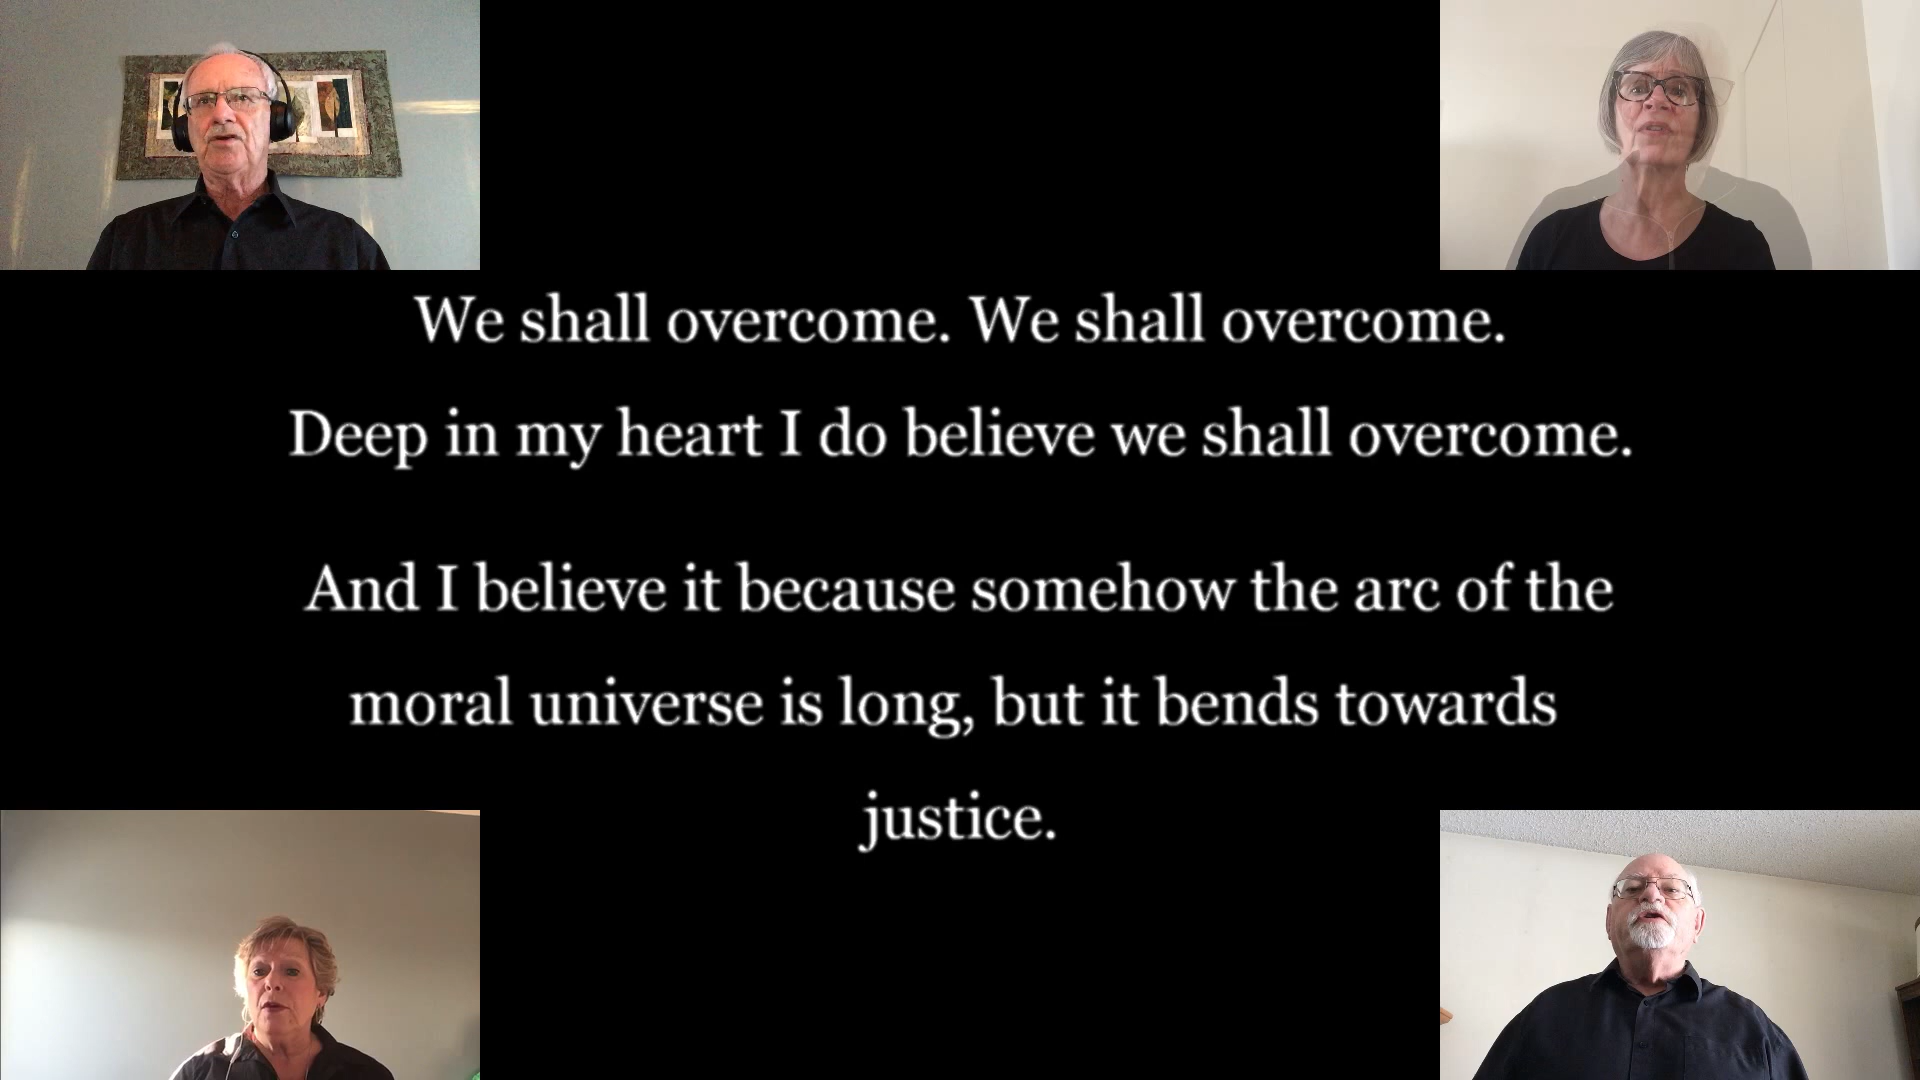 We shall overcome. We shall overcome.
Deep in my heart I do believe we shall overcome.
And I believe it because somehow the arc of the
moral universe is long, but it bends towards
justice.